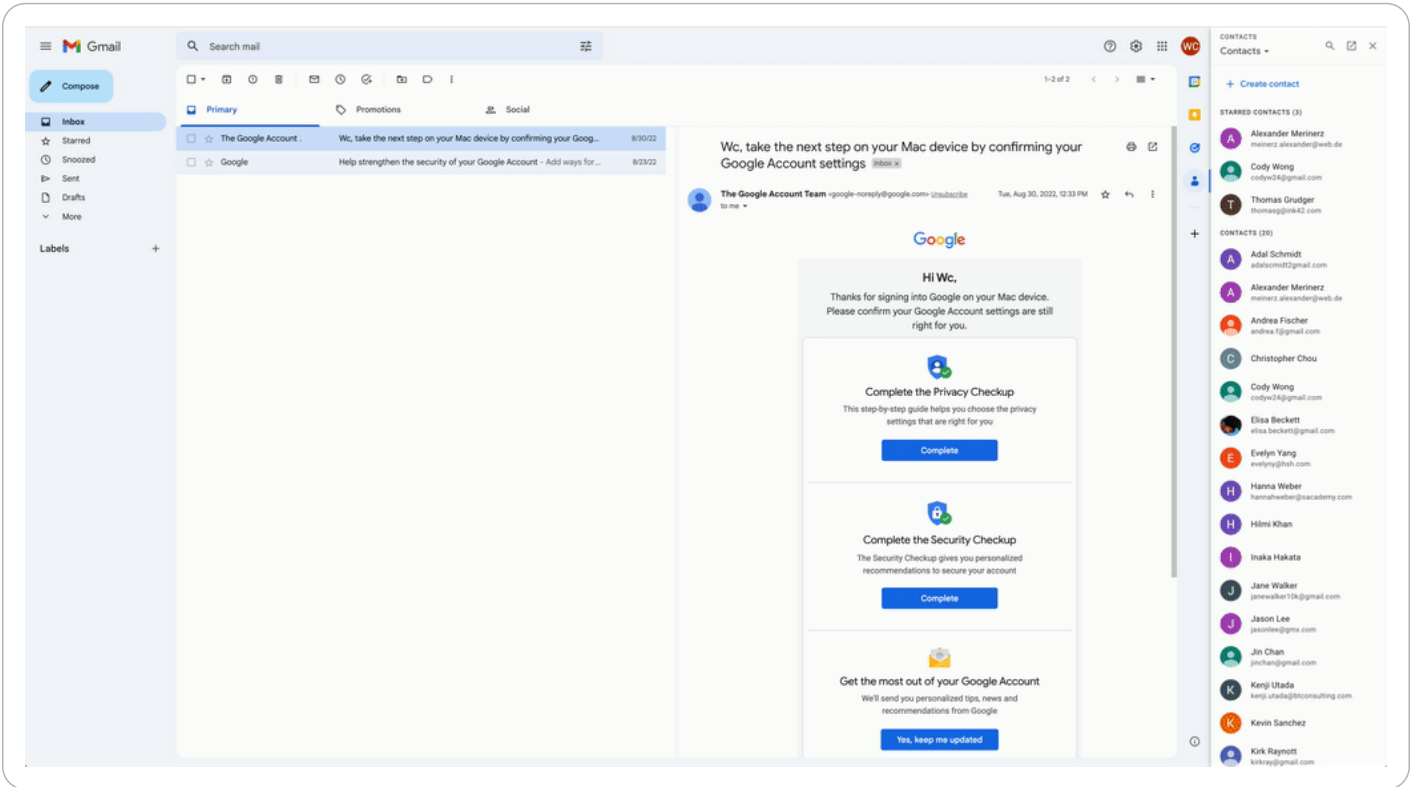 Gmail
Search mail
WC
Compose
Inbox
Starred
Snoozed
Sent
Drafts
More
Labels
1–2 of 2
Primary
Promotions
Social
The Google Account .
Wc, take the next step on your Mac device by confirming your Goog...
8/30/22
Google
Help strengthen the security of your Google Account - Add ways for...
8/23/22
Wc, take the next step on your Mac device by confirming your
Google Account settings Inbox x
The Google Account Team <google-noreply@google.com> Unsubscribe
Tue, Aug 30, 2022, 12:33 PM
to me
Google
Hi Wc,
Thanks for signing into Google on your Mac device.
Please confirm your Google Account settings are still
right for you.
Complete the Privacy Checkup
This step-by-step guide helps you choose the privacy
settings that are right for you
Complete
Complete the Security Checkup
The Security Checkup gives you personalized
recommendations to secure your account
Complete
Get the most out of your Google Account
We'll send you personalized tips, news and
recommendations from Google
Yes, keep me updated
CONTACTS
Contacts
Create contact
STARRED CONTACTS (3)
A
Alexander Merinerz
meinerz.alexander@web.de
Cody Wong
codyw24@gmail.com
T
Thomas Grudger
thomasg@ink42.com
CONTACTS (20)
A
Adal Schmidt
adalscmidt2gmail.com
A
Alexander Merinerz
meinerz.alexander@web.de
Andrea Fischer
andrea.f@gmail.com
C
Christopher Chou
Cody Wong
codyw24@gmail.com
Elisa Beckett
elisa.beckett@gmail.com
E
Evelyn Yang
evelyny@hsh.com
H
Hanna Weber
hannahweber@sacademy.com
H
Hilmi Khan
I
Inaka Hakata
J
Jane Walker
janewalker10k@gmail.com
J
Jason Lee
jasonlee@gmx.com
Jin Chan
jinchan@gmail.com
K
Kenji Utada
kenji.utada@btconsulting.com
K
Kevin Sanchez
Kirk Raynott
kirkray@gmail.com